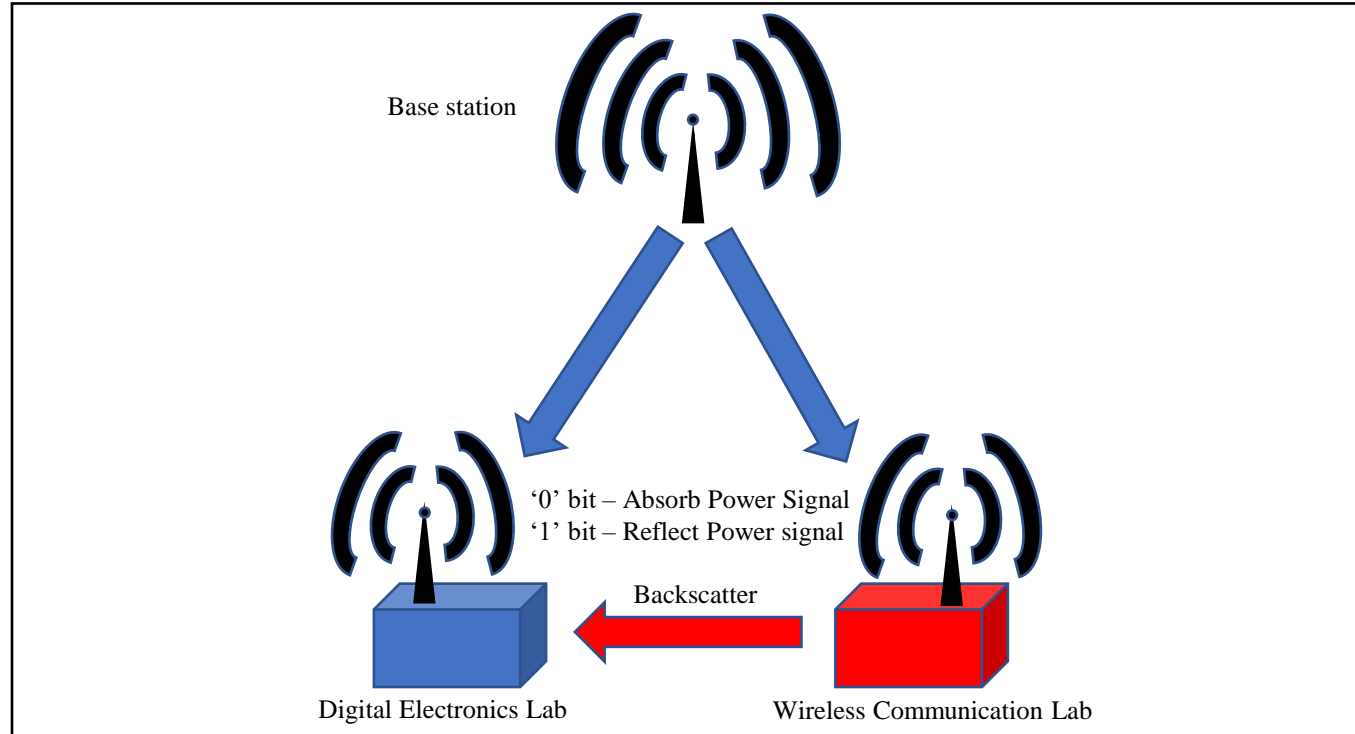 Base station
‘0’ bit – Absorb Power Signal
‘1’ bit – Reflect Power signal
Backscatter
Digital Electronics Lab
Wireless Communication Lab